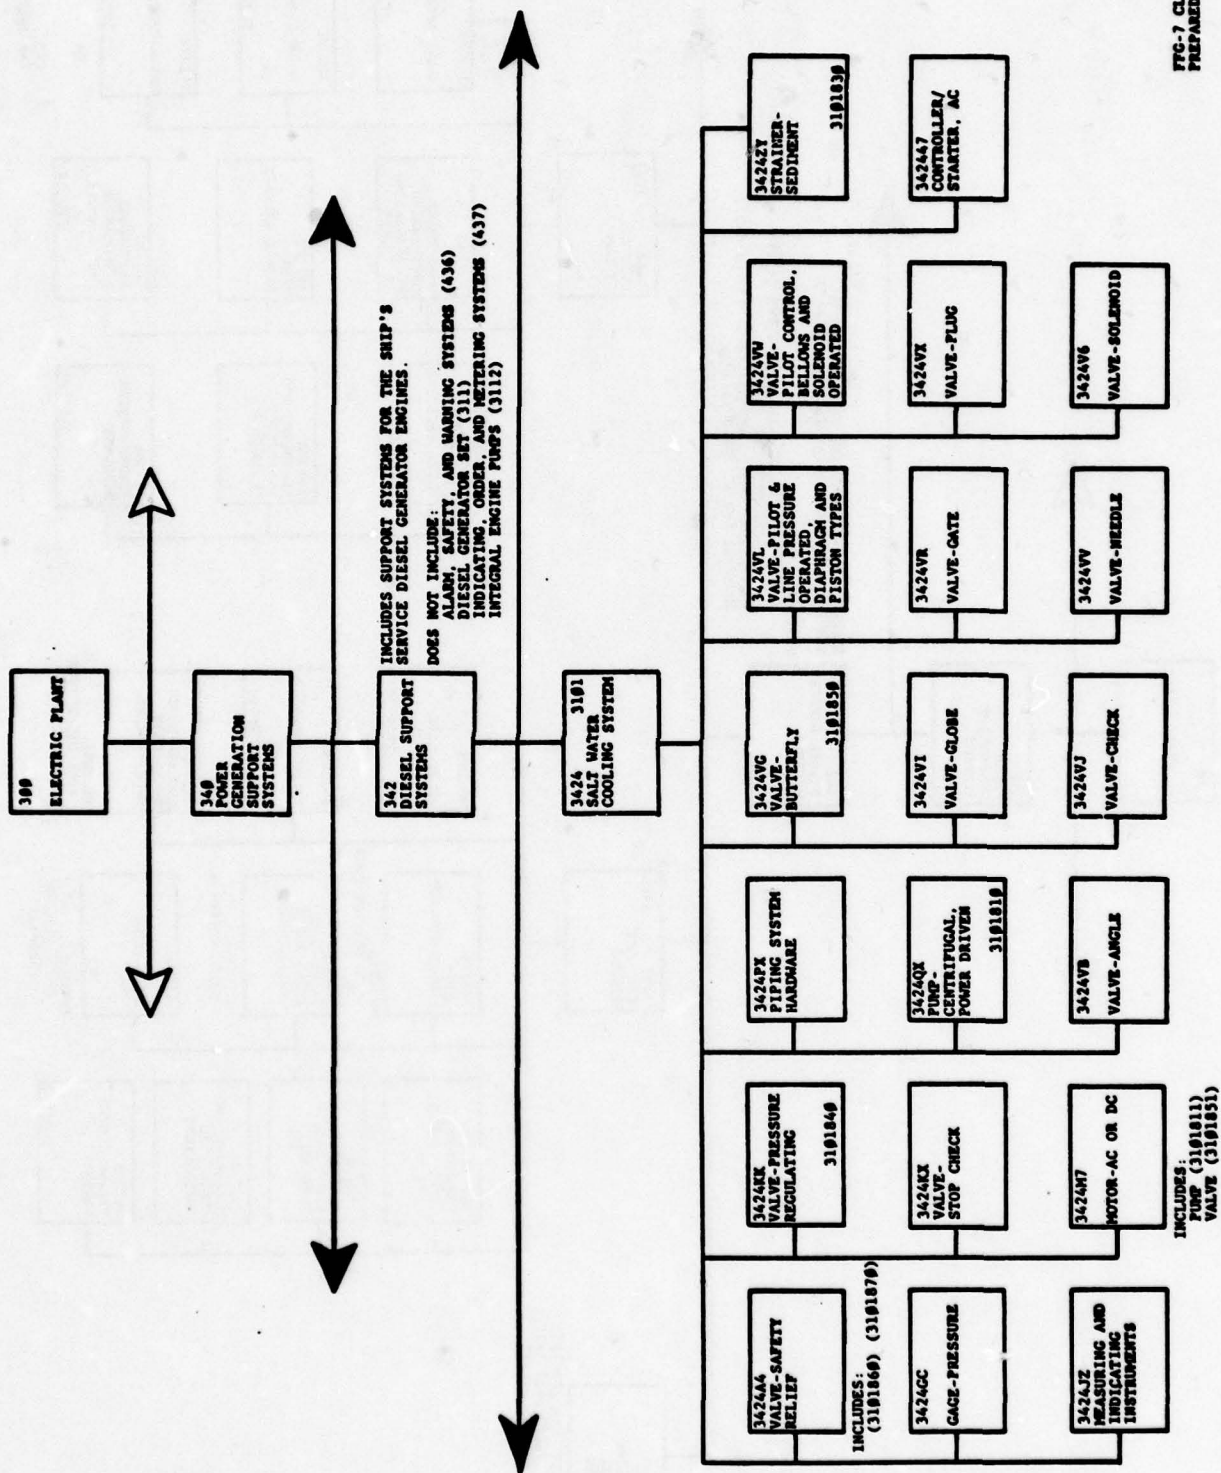 300
ELECTRIC PLANT
340
POWER
GENERATION
SUPPORT
SYSTEMS
342
DIESEL SUPPORT
SYSTEMS
INCLUDES SUPPORT SYSTEMS FOR THE SHIP'S
SERVICE DIESEL GENERATOR ENGINES.
DOES NOT INCLUDE:
ALARM, SAFETY, AND WARNING SYSTEMS (436)
DIESEL GENERATOR SET (311)
INDICATING, ORDER, AND METERING SYSTEMS (437)
INTEGRAL ENGINE PUMPS (3112)
3424 3101
SALT WATER
COOLING SYSTEM
3424A4
VALVE-SAFETY
RELIEF
INCLUDES:
(3101860) (3101870)
3424GC
GAGE-PRESSURE
3424JZ
MEASURING AND
INDICATING
INSTRUMENTS
3424KK
VALVE-PRESSURE
REGULATING
3101840
3424KX
VALVE-
STOP CHECK
3424M7
MOTOR-AC OR DC
INCLUDES:
PUMP (3101811)
VALVE (3101851)
3424PX
PIPING SYSTEM
HARDWARE
3424QX
PUMP-
CENTRIFUGAL,
POWER DRIVEN
3101810
3424VB
VALVE-ANGLE
3424VG
VALVE-
BUTTERFLY
3101850
3424VI
VALVE-GLOBE
3424VJ
VALVE-CHECK
3424VL
VALVE-PILOT &
LINE PRESSURE
OPERATED,
DIAPHRAGM AND
PISTON TYPES
3424VR
VALVE-GATE
3424VV
VALVE-NEEDLE
3424VW
VALVE-
PILOT CONTROL,
BELLOWS AND
SOLENOID
OPERATED
3424VX
VALVE-PLUG
3424V6
VALVE-SOLENOID
3424ZY
STRAINER-
SEDIMENT
3101830
342447
CONTROLLER/
STARTER, AC
FFG-7 CL
PREPARED